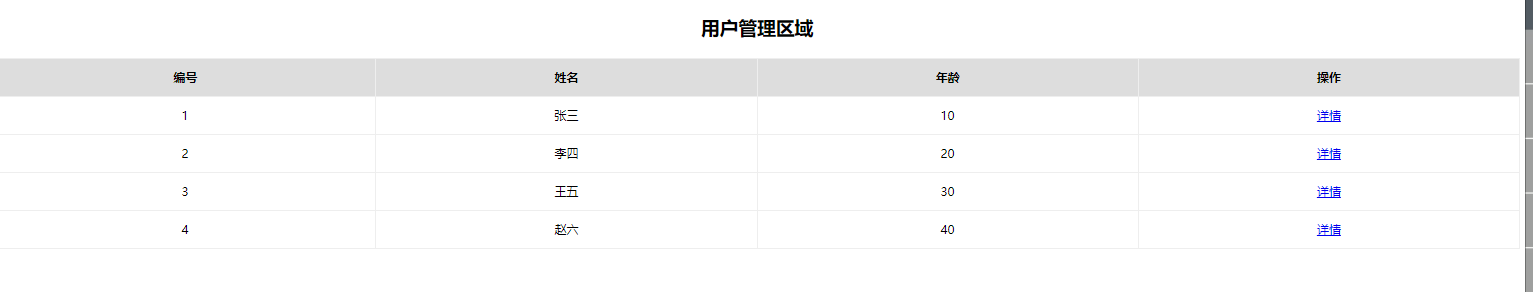 用户管理区域
编号 姓名 年龄 操作
1 张三 10 详情
2 李四 20 详情
3 王五 30 详情
4 赵六 40 详情